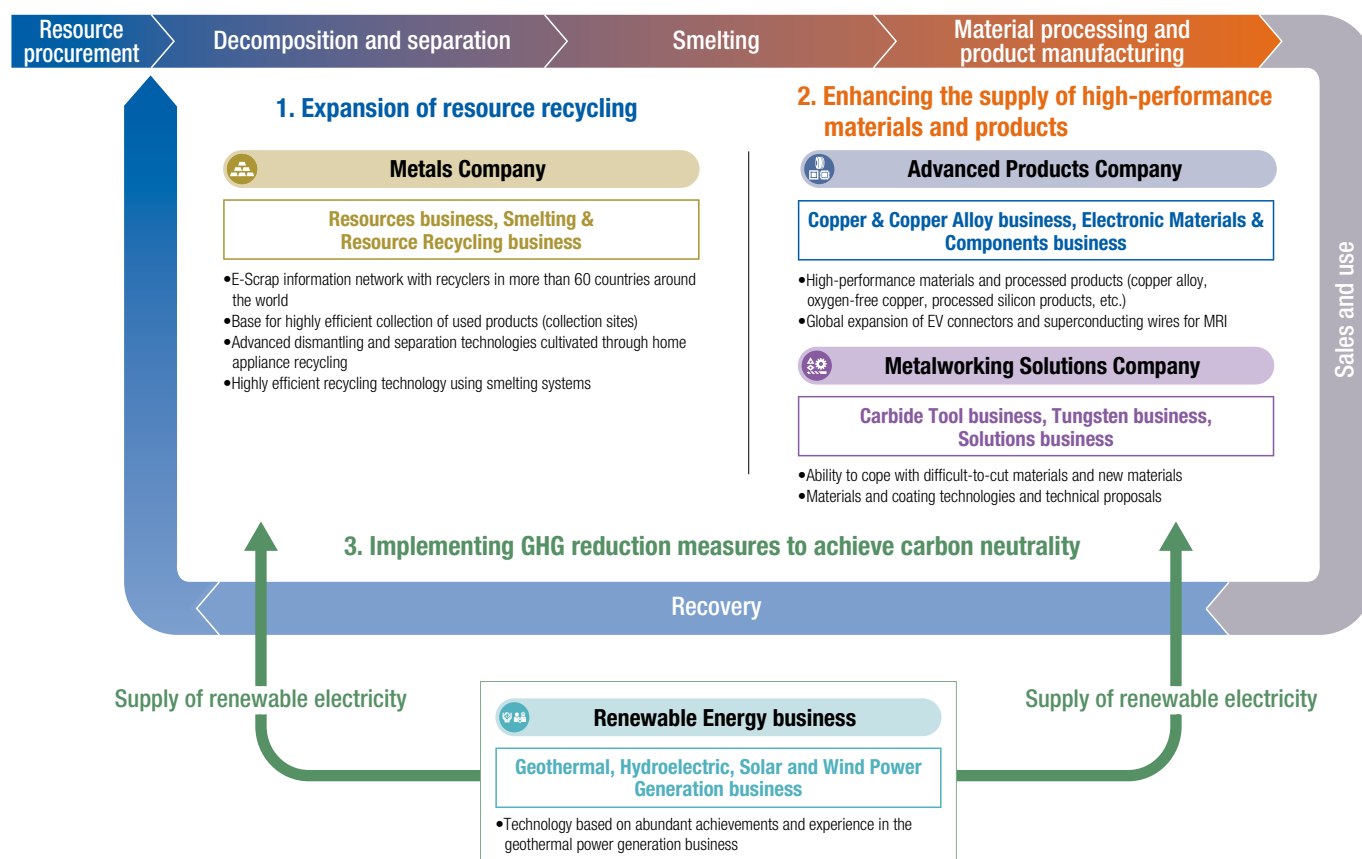 Resource
procurement
Decomposition and separation
Smelting
Material processing and
product manufacturing
1. Expansion of resource recycling
Metals Company
Resources business, Smelting &
Resource Recycling business
•E-Scrap information network with recyclers in more than 60 countries around
the world
•Base for highly efficient collection of used products (collection sites)
•Advanced dismantling and separation technologies cultivated through home
appliance recycling
•Highly efficient recycling technology using smelting systems
2. Enhancing the supply of high-performance
materials and products
Advanced Products Company
Copper & Copper Alloy business, Electronic Materials &
Components business
•High-performance materials and processed products (copper alloy,
oxygen-free copper, processed silicon products, etc.)
•Global expansion of EV connectors and superconducting wires for MRI
Metalworking Solutions Company
Carbide Tool business, Tungsten business,
Solutions business
•Ability to cope with difficult-to-cut materials and new materials
•Materials and coating technologies and technical proposals
Sales and use
3. Implementing GHG reduction measures to achieve carbon neutrality
Recovery
Supply of renewable electricity
Supply of renewable electricity
Renewable Energy business
Geothermal, Hydroelectric, Solar and Wind Power
Generation business
•Technology based on abundant achievements and experience in the
geothermal power generation business